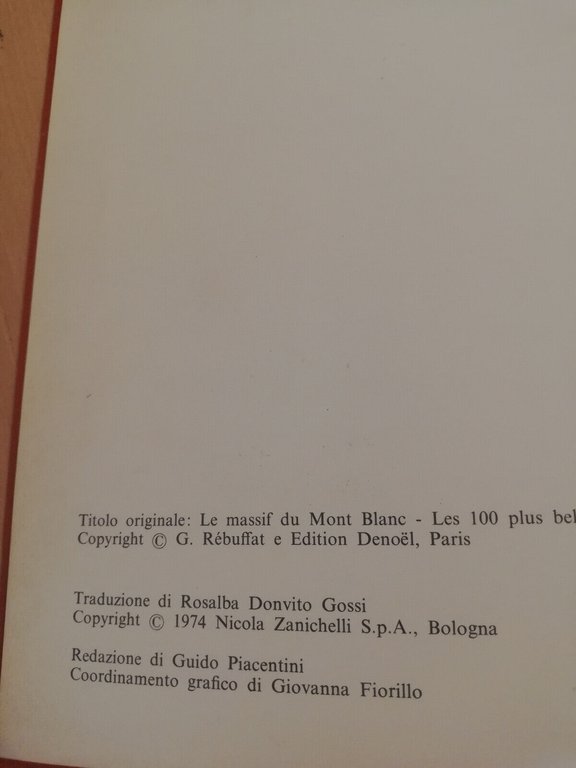 Titolo originale: Le massif du Mont Blanc - Les 100 plus
Copyright © G. Rébuffat e Edition Denoël, Paris
Traduzione di Rosalba Donvito Gossi
Copyright © 1974 Nicola Zanichelli S.p.A., Bologna
Redazione di Guido Piacentini
Coordinamento grafico di Giovanna Fiorillo